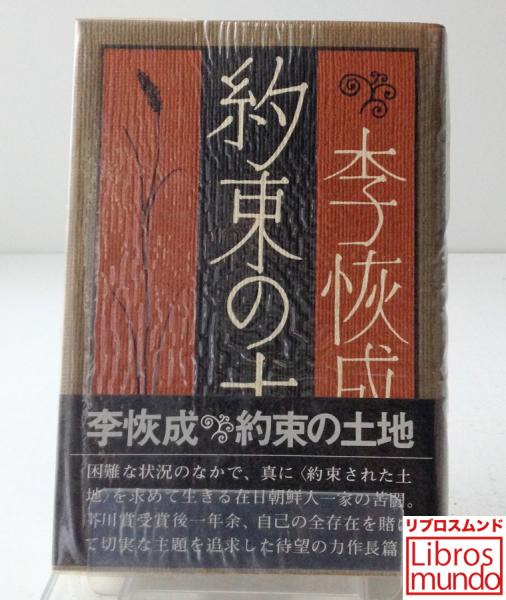 李恢成
約束の土
李恢成 約束の土地
困難な状況のなかで、真に〈約束された土
地〉を求めて生きる在日朝鮮人一家の苦闘。
芥川賞受賞後一年余、自己の全存在を賭け
て切実な主題を追求した待望の力作長篇
リブロスムンド
Libros
mundo